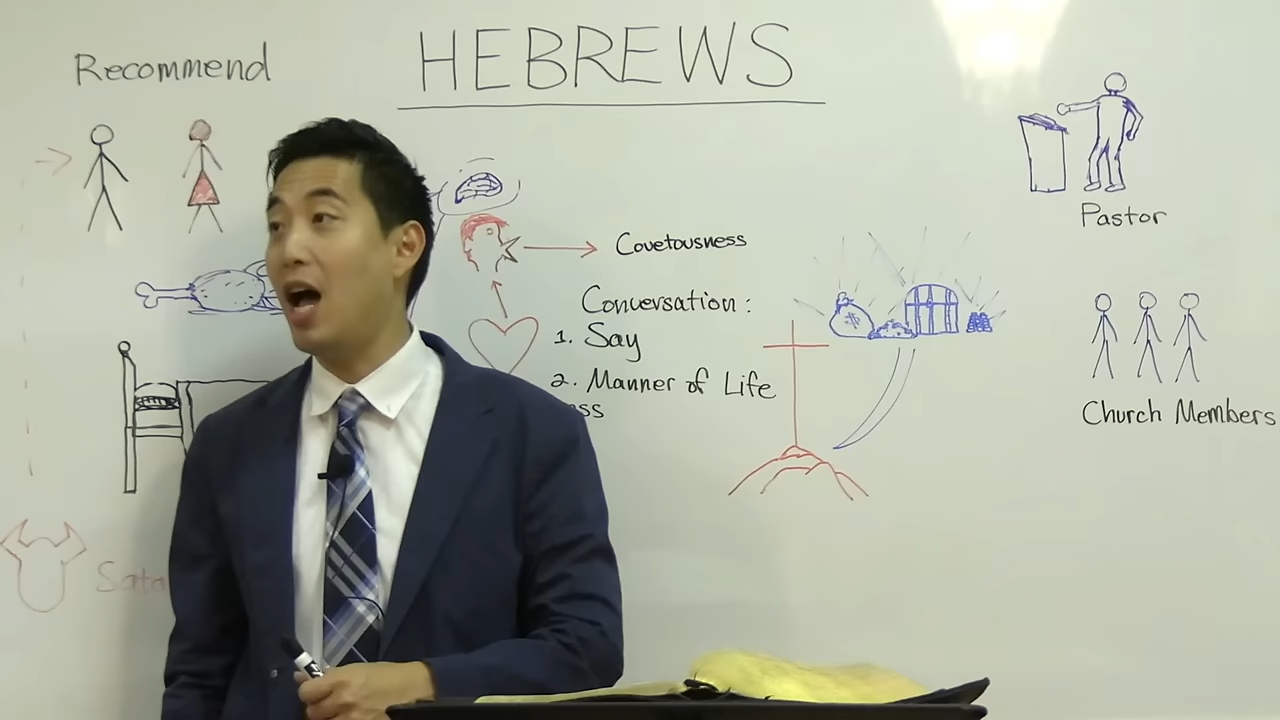 HEBREWS
Recommend
Covetousness
Conversation:
1. Say
2. Manner of Life
Pastor
Church Members
$